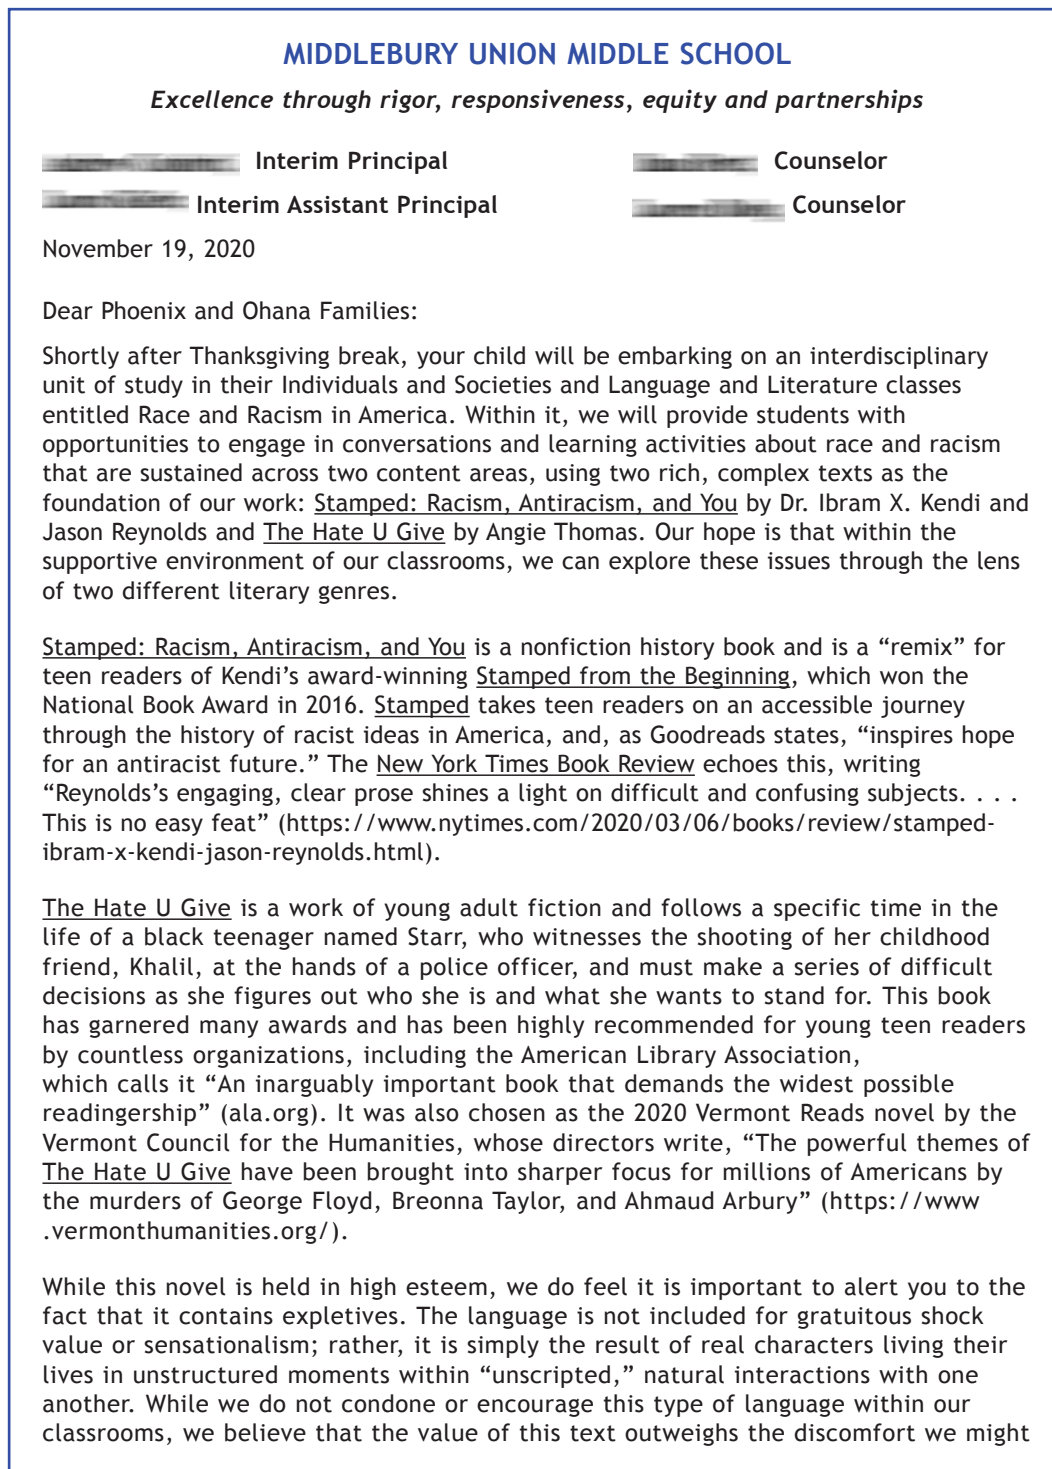 MIDDLEBURY UNION MIDDLE SCHOOL
Excellence through rigor, responsiveness, equity and partnerships
Interim Principal Counselor
Interim Assistant Principal Counselor
November 19, 2020
Dear Phoenix and Ohana Families:
Shortly after Thanksgiving break, your child will be embarking on an interdisciplinary
unit of study in their Individuals and Societies and Language and Literature classes
entitled Race and Racism in America. Within it, we will provide students with
opportunities to engage in conversations and learning activities about race and racism
that are sustained across two content areas, using two rich, complex texts as the
foundation of our work: Stamped: Racism, Antiracism, and You by Dr. Ibram X. Kendi and
Jason Reynolds and The Hate U Give by Angie Thomas. Our hope is that within the
supportive environment of our classrooms, we can explore these issues through the lens
of two different literary genres.
Stamped: Racism, Antiracism, and You is a nonfiction history book and is a “remix” for
teen readers of Kendi’s award-winning Stamped from the Beginning, which won the
National Book Award in 2016. Stamped takes teen readers on an accessible journey
through the history of racist ideas in America, and, as Goodreads states, “inspires hope
for an antiracist future.” The New York Times Book Review echoes this, writing
“Reynolds’s engaging, clear prose shines a light on difficult and confusing subjects. . . .
This is no easy feat” (https://www.nytimes.com/2020/03/06/books/review/stamped-
ibram-x-kendi-jason-reynolds.html).
The Hate U Give is a work of young adult fiction and follows a specific time in the
life of a black teenager named Starr, who witnesses the shooting of her childhood
friend, Khalil, at the hands of a police officer, and must make a series of difficult
decisions as she figures out who she is and what she wants to stand for. This book
has garnered many awards and has been highly recommended for young teen readers
by countless organizations, including the American Library Association,
which calls it “An inarguably important book that demands the widest possible
readingership” (ala.org). It was also chosen as the 2020 Vermont Reads novel by the
Vermont Council for the Humanities, whose directors write, “The powerful themes of
The Hate U Give have been brought into sharper focus for millions of Americans by
the murders of George Floyd, Breonna Taylor, and Ahmaud Arbury” (https://www
.vermonthumanities.org/).
While this novel is held in high esteem, we do feel it is important to alert you to the
fact that it contains expletives. The language is not included for gratuitous shock
value or sensationalism; rather, it is simply the result of real characters living their
lives in unstructured moments within “unscripted,” natural interactions with one
another. While we do not condone or encourage this type of language within our
classrooms, we believe that the value of this text outweighs the discomfort we might